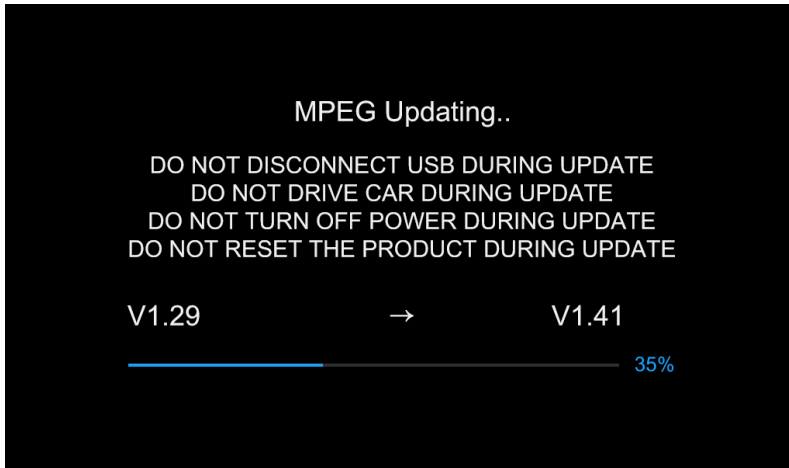 MPEG Updating..
DO NOT DISCONNECT USB DURING UPDATE
DO NOT DRIVE CAR DURING UPDATE
DO NOT TURN OFF POWER DURING UPDATE
DO NOT RESET THE PRODUCT DURING UPDATE
V1.29 → V1.41
35%